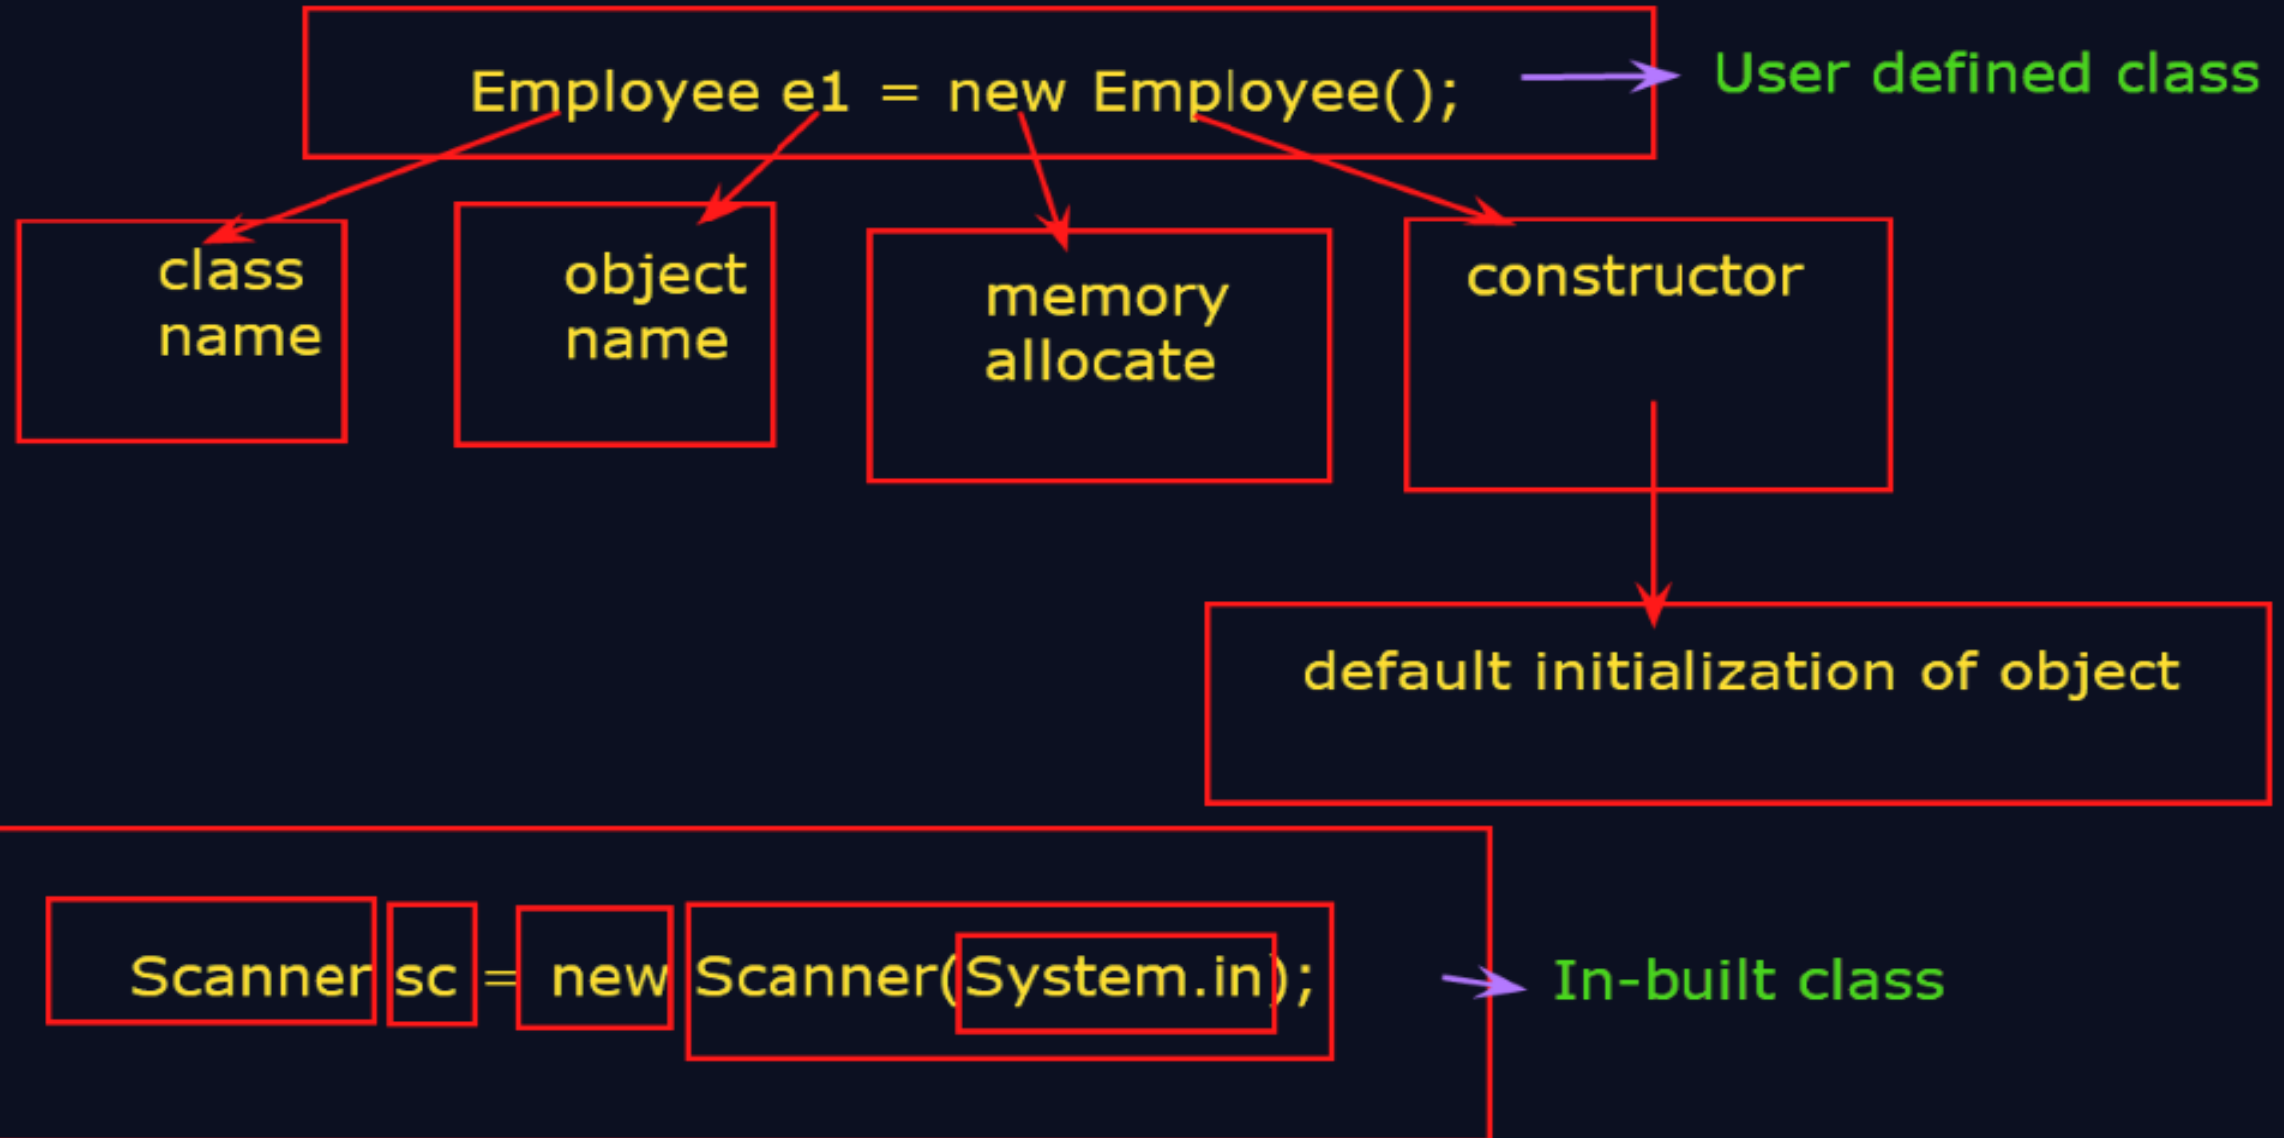 Employee e1 = new Employee();
User defined class
class
name
object
name
memory
allocate
constructor
default initialization of object
Scanner sc = new Scanner(System.in);
In-built class